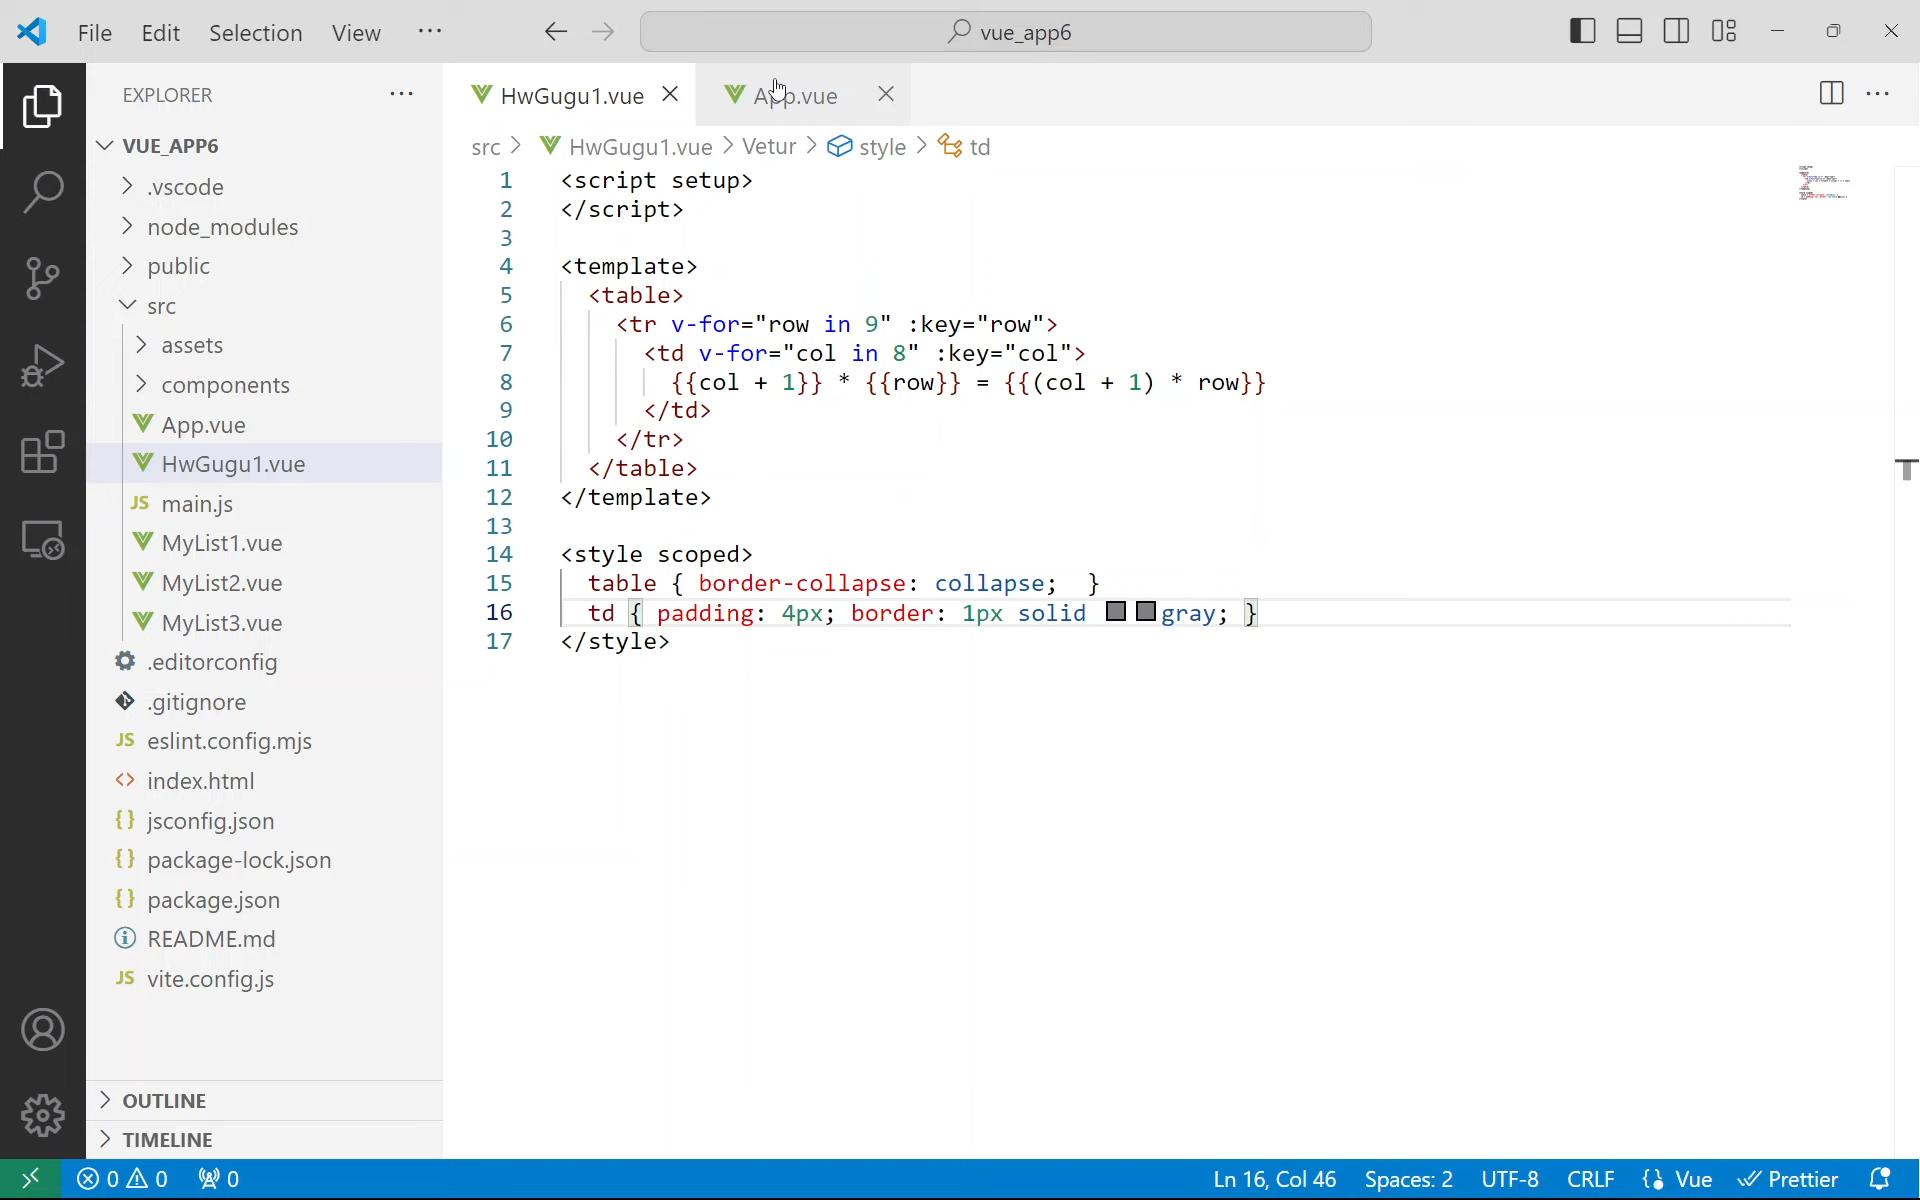 File Edit Selection View ··· vue_app6
EXPLORER ···
VUE_APP6
.vscode
node_modules
public
src
assets
components
App.vue
HwGugu1.vue
JS main.js
MyList1.vue
MyList2.vue
MyList3.vue
.editorconfig
.gitignore
JS eslint.config.mjs
<> index.html
{} jsconfig.json
{} package-lock.json
{} package.json
README.md
JS vite.config.js
OUTLINE
TIMELINE
HwGugu1.vue App.vue
src > HwGugu1.vue > Vetur > style > td
1 <script setup>
2 </script>
3
4 <template>
5 <table>
6 <tr v-for="row in 9" :key="row">
7 <td v-for="col in 8" :key="col">
8 {{col + 1}} * {{row}} = {{(col + 1) * row}}
9 </td>
10 </tr>
11 </table>
12 </template>
13
14 <style scoped>
15 table { border-collapse: collapse;  }
16 td { padding: 4px; border: 1px solid gray; }
17 </style>
0 0 0 Ln 16, Col 46 Spaces: 2 UTF-8 CRLF {} Vue Prettier